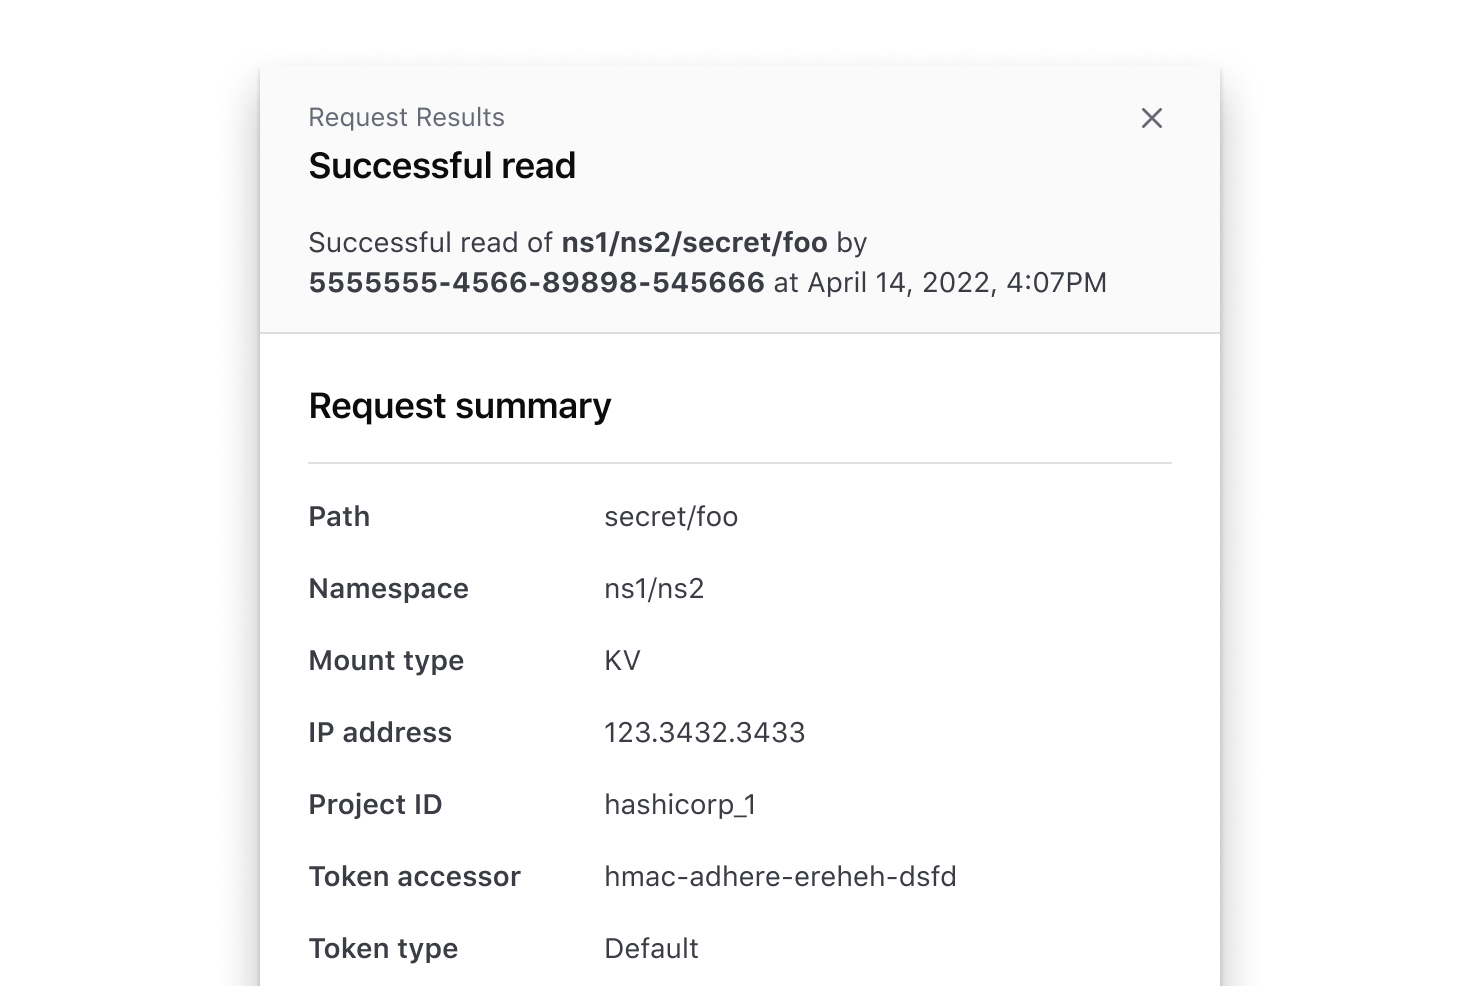 Request Results
Successful read
Successful read of ns1/ns2/secret/foo by
5555555-4566-89898-545666 at April 14, 2022, 4:07PM
Request summary
Path secret/foo
Namespace ns1/ns2
Mount type KV
IP address 123.3432.3433
Project ID hashicorp_1
Token accessor hmac-adhere-ereheh-dsfd
Token type Default